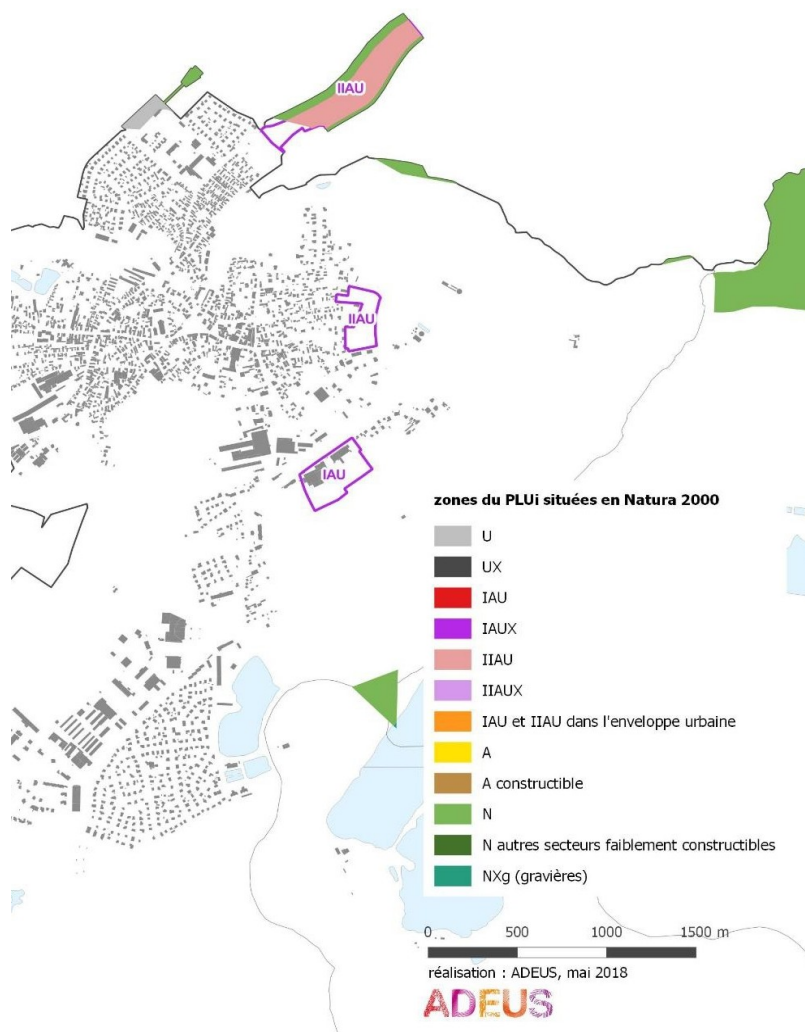 IIAU
IIAU
IAU
zones du PLUi situées en Natura 2000
U
UX
IAU
IAUX
IIAU
IIAUX
IAU et IIAU dans l'enveloppe urbaine
A
A constructible
N
N autres secteurs faiblement constructibles
NXg (gravières)
0 500 1000 1500 m
réalisation : ADEUS, mai 2018
ADEUS